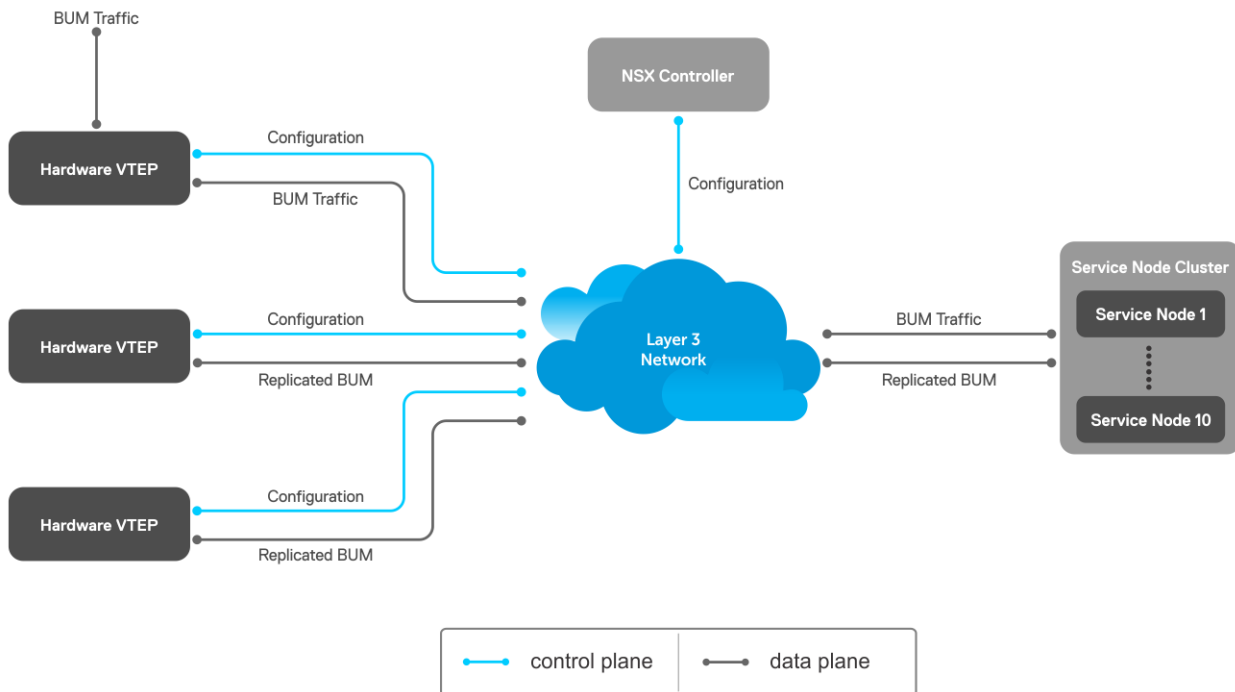 BUM Traffic
NSX Controller
Hardware VTEP
Configuration
BUM Traffic
Configuration
Service Node Cluster
Service Node 1
Hardware VTEP
Configuration
Replicated BUM
Layer 3
Network
BUM Traffic
Replicated BUM
Service Node 10
Hardware VTEP
Configuration
Replicated BUM
control plane
data plane